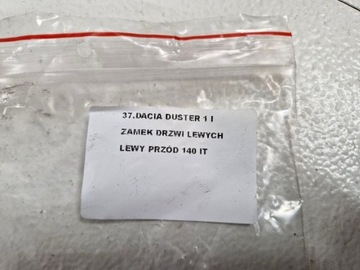 37.DACIA DUSTER 1 I
ZAMEK DRZWI LEWYCH
LEWY PRZÓD 140 IT